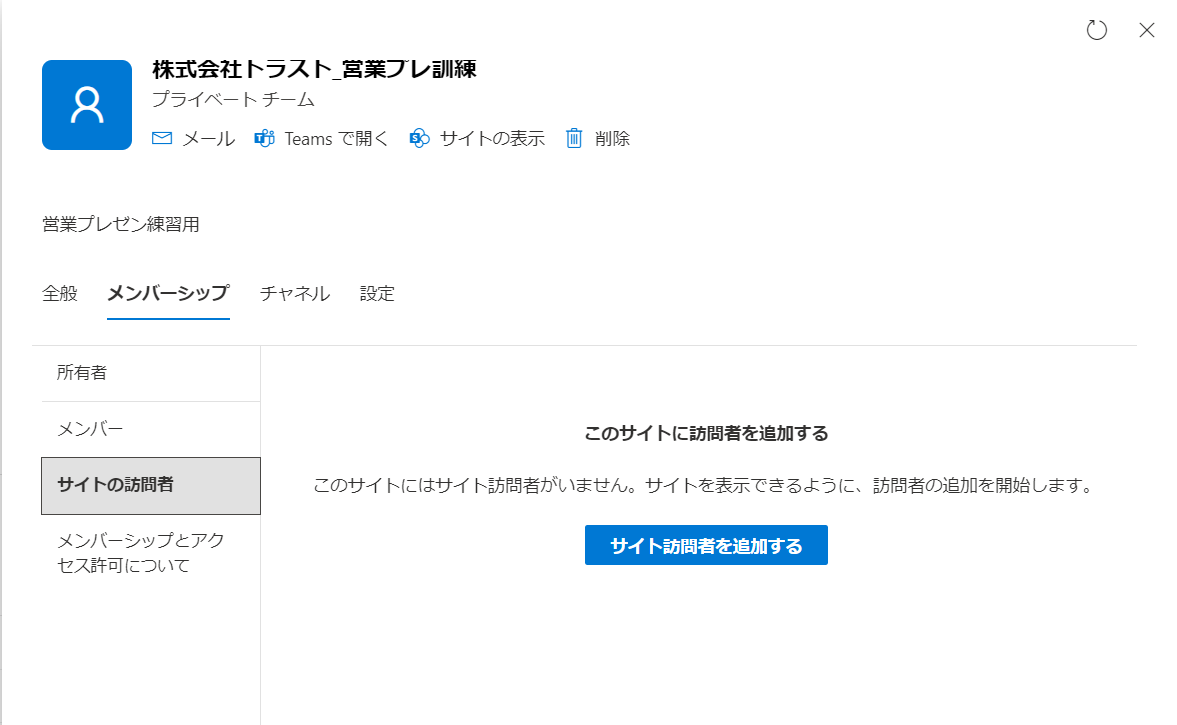 株式会社トラスト_営業プレ訓練
プライベート チーム
メール Teams で開く サイトの表示 削除
営業プレゼン練習用
全般 メンバーシップ チャネル 設定
所有者
メンバー
サイトの訪問者
メンバーシップとアク
セス許可について
このサイトに訪問者を追加する
このサイトにはサイト訪問者がいません。サイトを表示できるように、訪問者の追加を開始します。
サイト訪問者を追加する